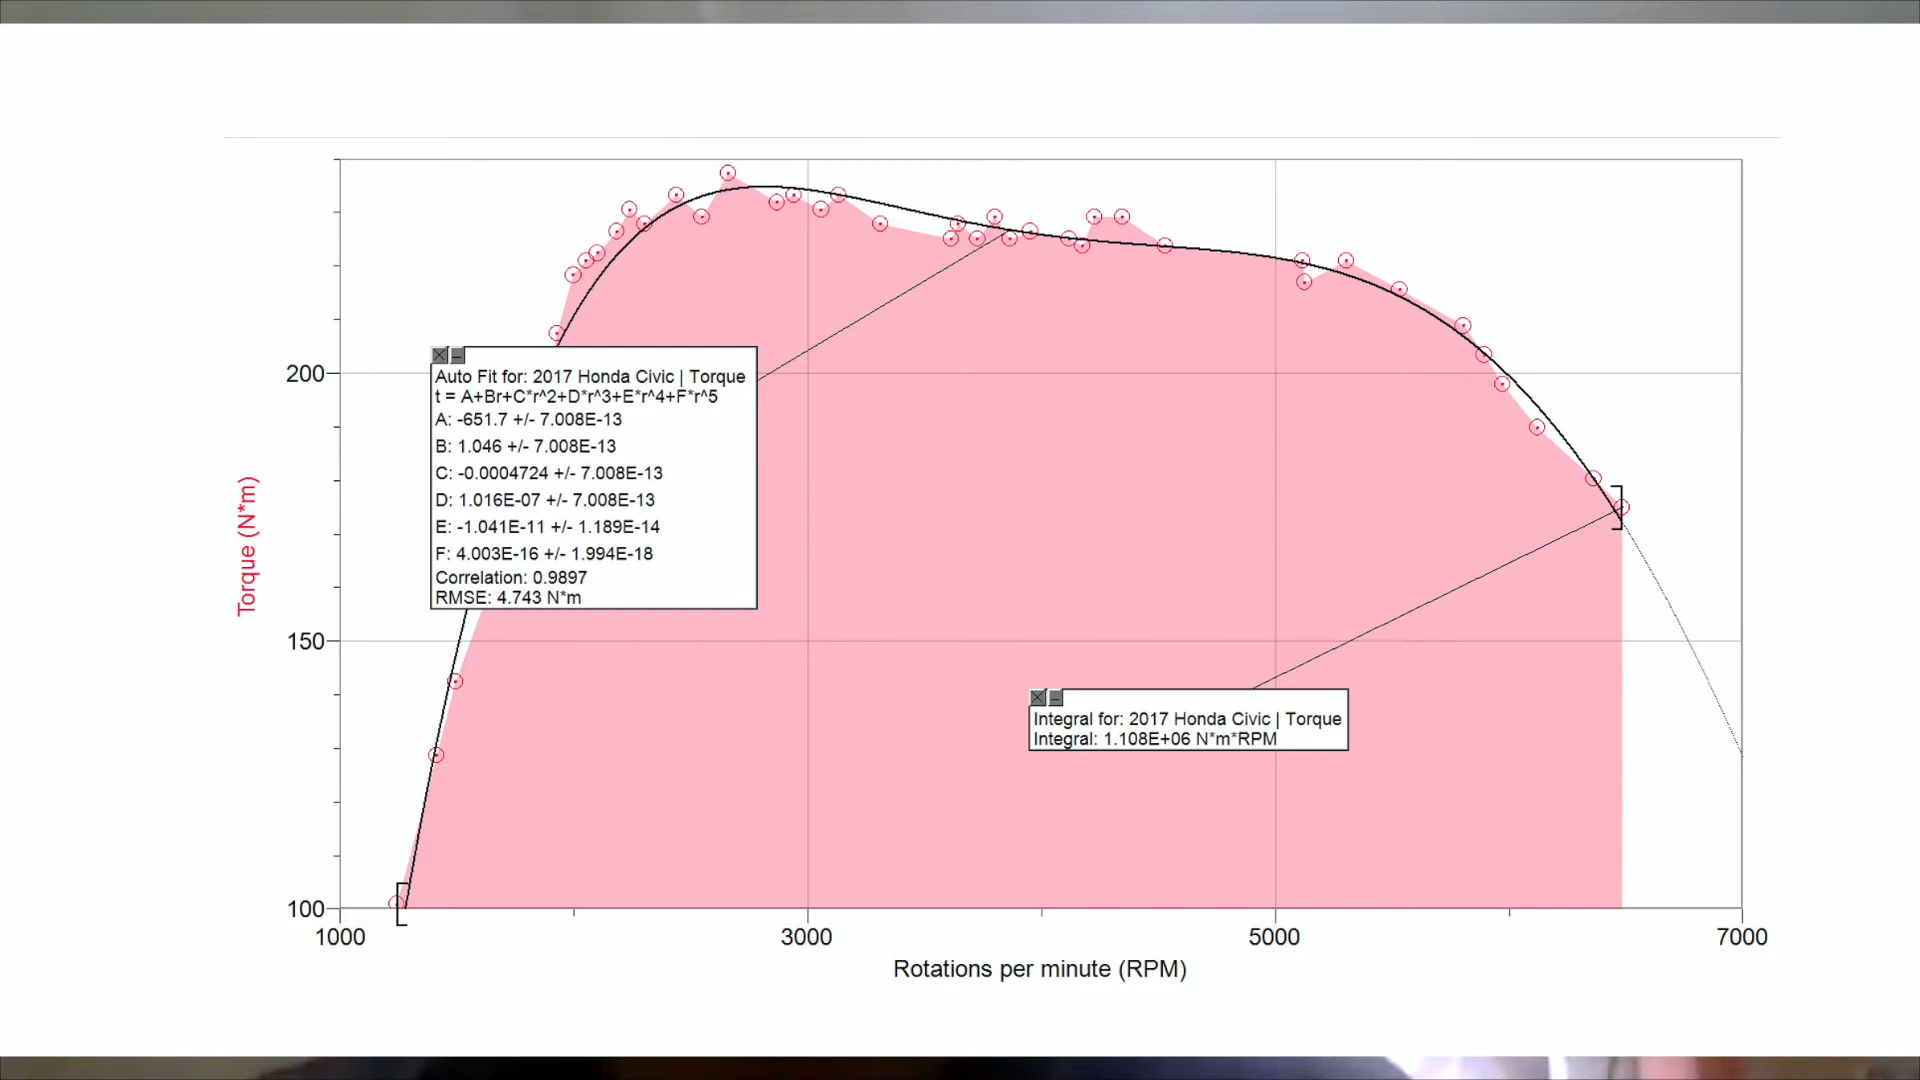 200
150
100
1000
3000
5000
7000
Torque (N*m)
Rotations per minute (RPM)
Auto Fit for: 2017 Honda Civic | Torque
t = A+Br+C*r^2+D*r^3+E*r^4+F*r^5
A: -651.7 +/- 7.008E-13
B: 1.046 +/- 7.008E-13
C: -0.0004724 +/- 7.008E-13
D: 1.016E-07 +/- 7.008E-13
E: -1.041E-11 +/- 1.189E-14
F: 4.003E-16 +/- 1.994E-18
Correlation: 0.9897
RMSE: 4.743 N*m
Integral for: 2017 Honda Civic | Torque
Integral: 1.108E+06 N*m*RPM